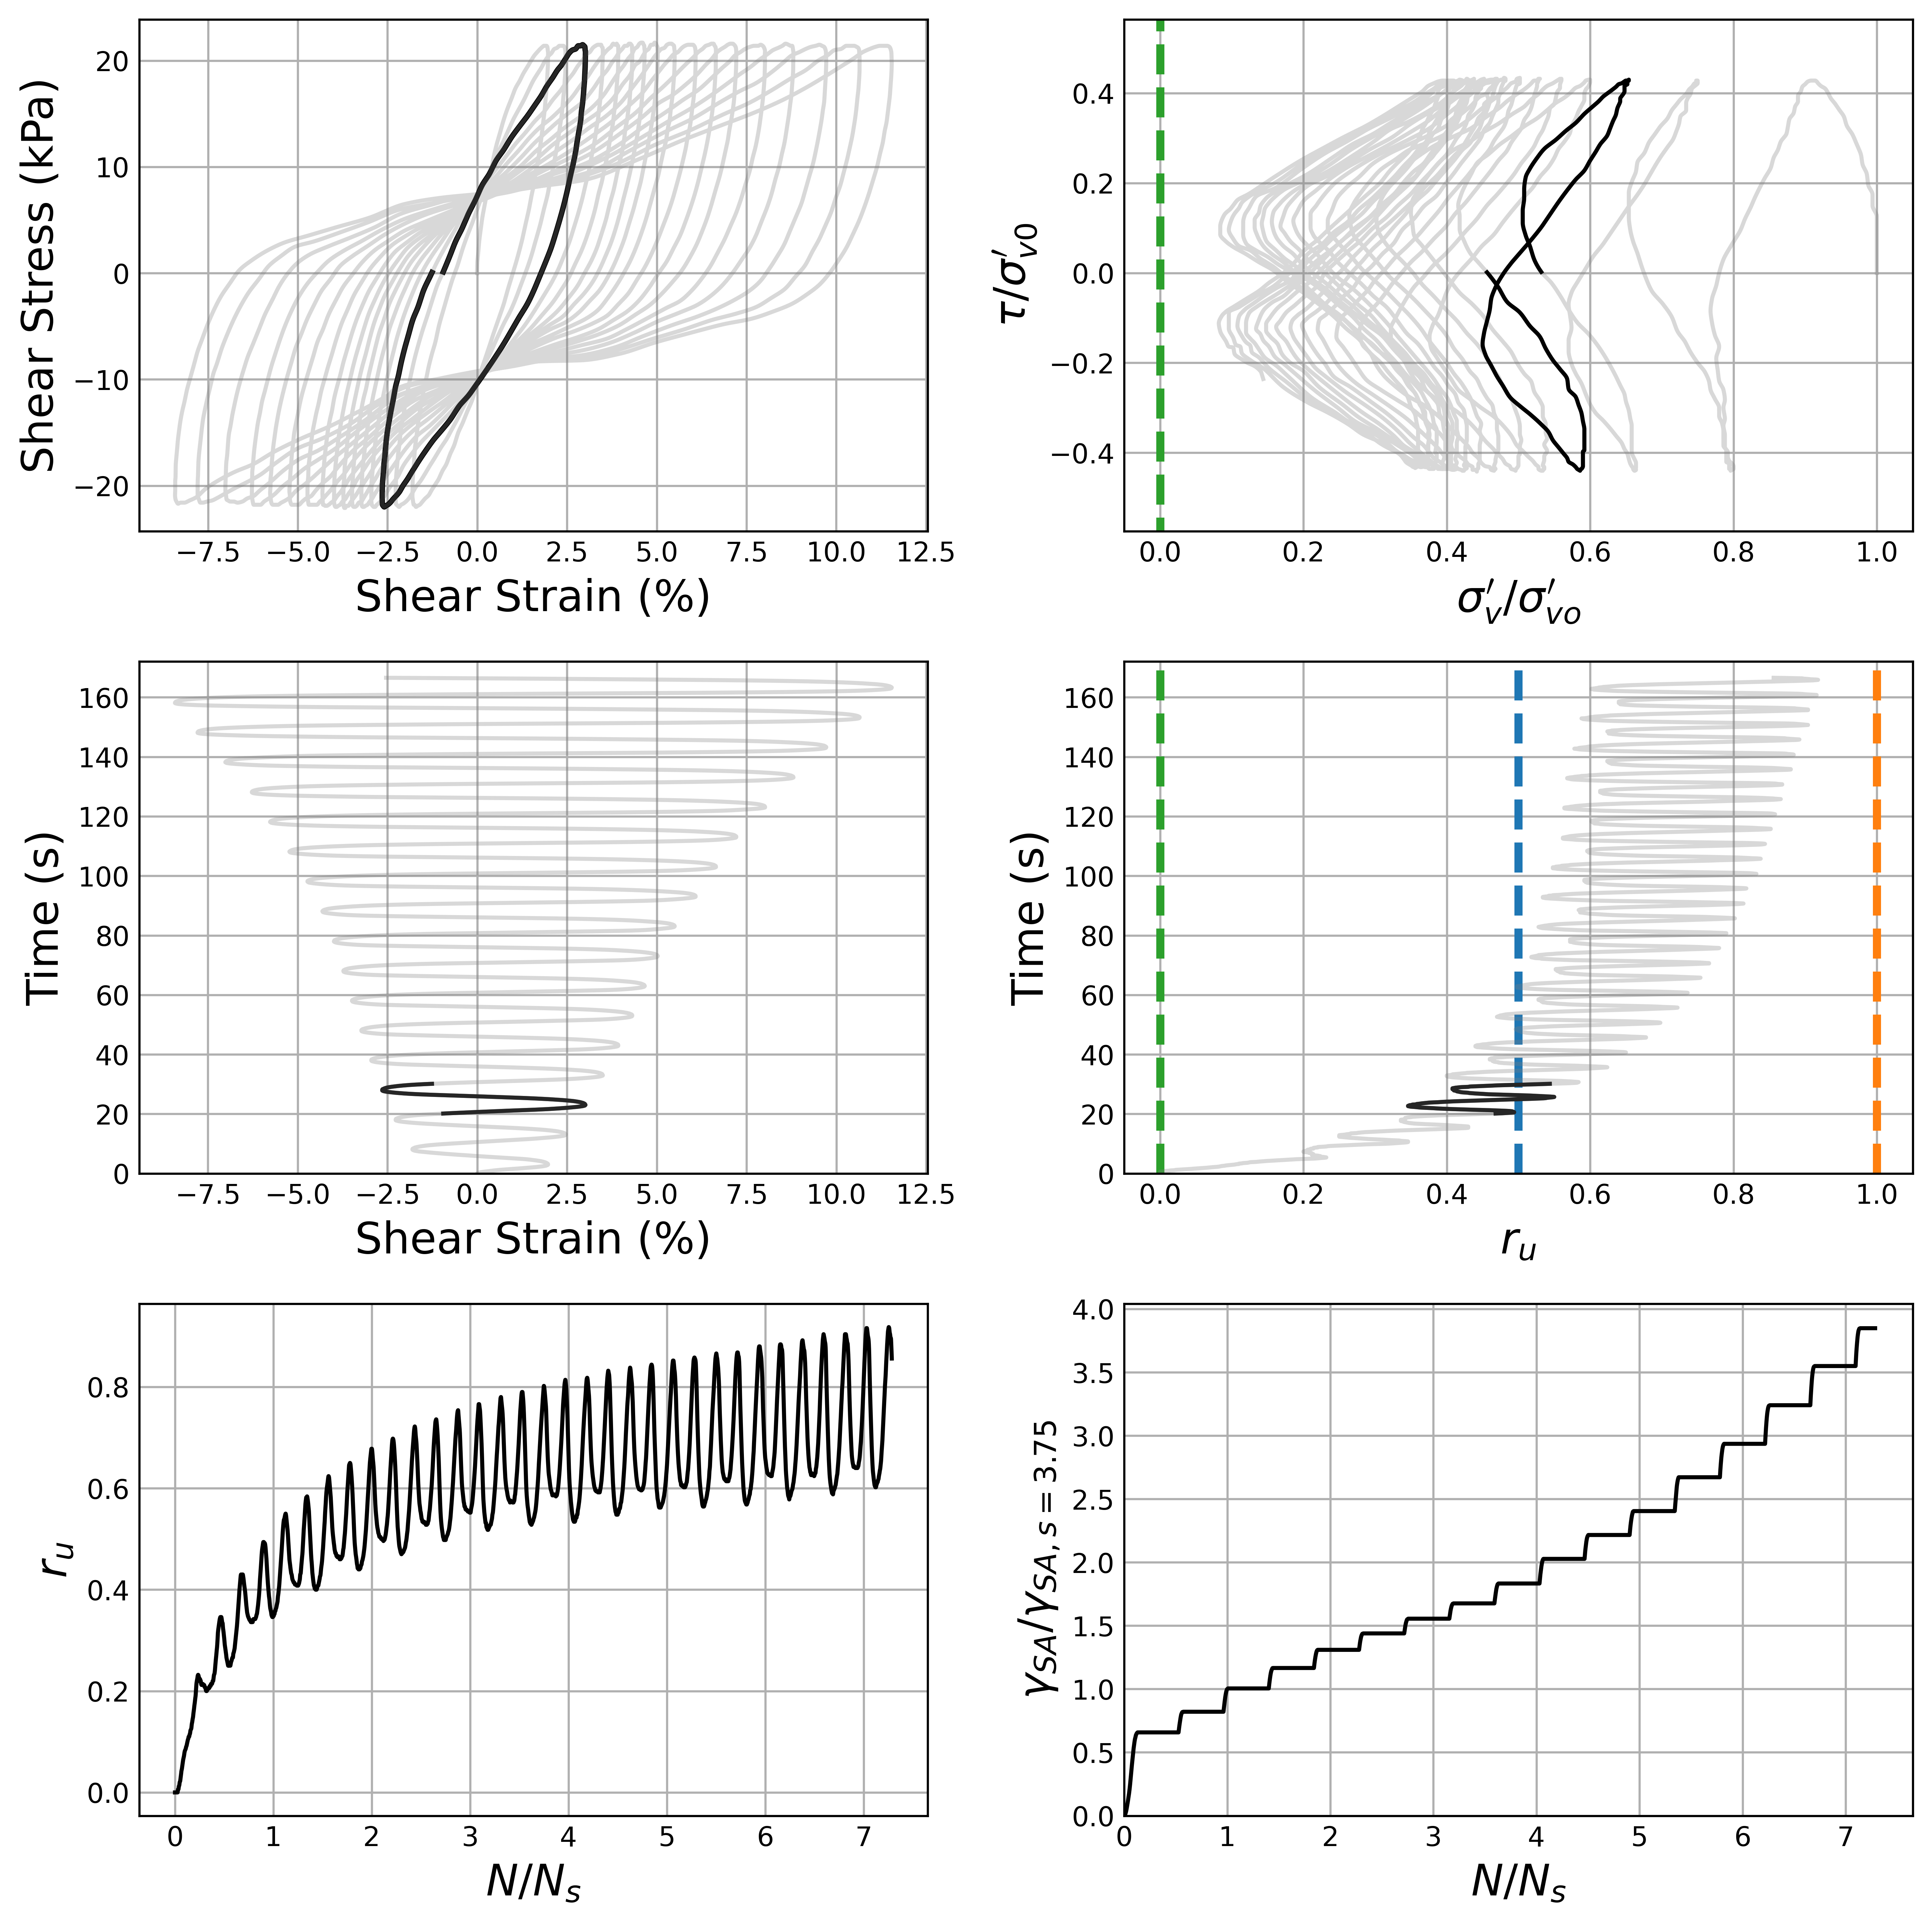 20
10
0
−10
−20
Shear Stress (kPa)
−7.5 −5.0 −2.5 0.0 2.5 5.0 7.5 10.0 12.5
Shear Strain (%)
0.4
0.2
0.0
−0.2
−0.4
τ/σ′v0
0.0 0.2 0.4 0.6 0.8 1.0
σ′v/σ′vo
160
140
120
100
80
60
40
20
0
Time (s)
−7.5 −5.0 −2.5 0.0 2.5 5.0 7.5 10.0 12.5
Shear Strain (%)
160
140
120
100
80
60
40
20
0
Time (s)
0.0 0.2 0.4 0.6 0.8 1.0
ru
0.8
0.6
0.4
0.2
0.0
ru
0 1 2 3 4 5 6 7
N/Ns
4.0
3.5
3.0
2.5
2.0
1.5
1.0
0.5
0.0
γSA/γSA, s = 3.75
0 1 2 3 4 5 6 7
N/Ns